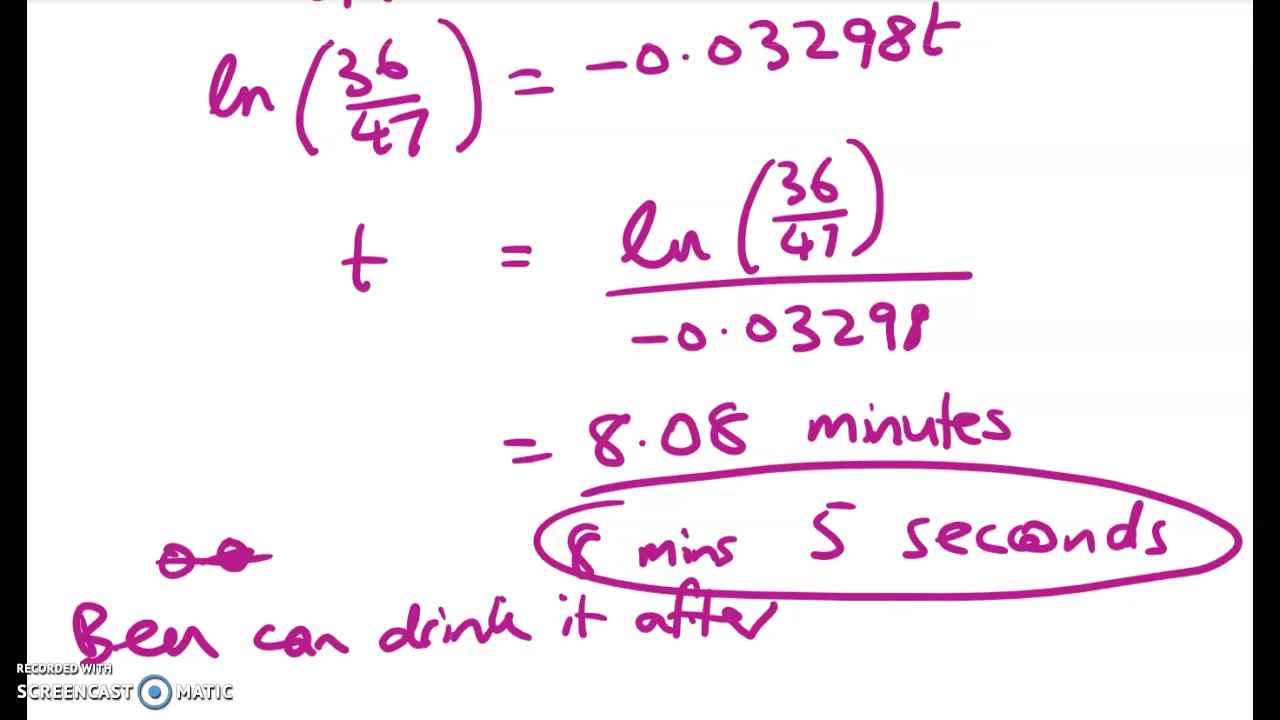 ln(36/47) = -0.03298t
t = ln(36/47)/-0.03298
= 8.08 minutes
8 mins 5 seconds
Ben can drink it after
RECORDED WITH
SCREENCAST MATIC